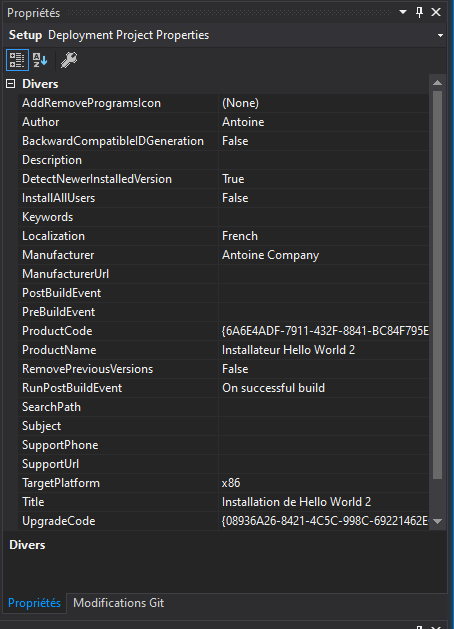 Propriétés
Setup Deployment Project Properties
Divers
AddRemoveProgramsIcon (None)
Author Antoine
BackwardCompatibleIDGeneration False
Description
DetectNewerInstalledVersion True
InstallAllUsers False
Keywords
Localization French
Manufacturer Antoine Company
ManufacturerUrl
PostBuildEvent
PreBuildEvent
ProductCode {6A6E4ADF-7911-432F-8841-BC84F795E
ProductName Installateur Hello World 2
RemovePreviousVersions False
RunPostBuildEvent On successful build
SearchPath
Subject
SupportPhone
SupportUrl
TargetPlatform x86
Title Installation de Hello World 2
UpgradeCode {08936A26-8421-4C5C-998C-69221462E
Divers
Propriétés Modifications Git